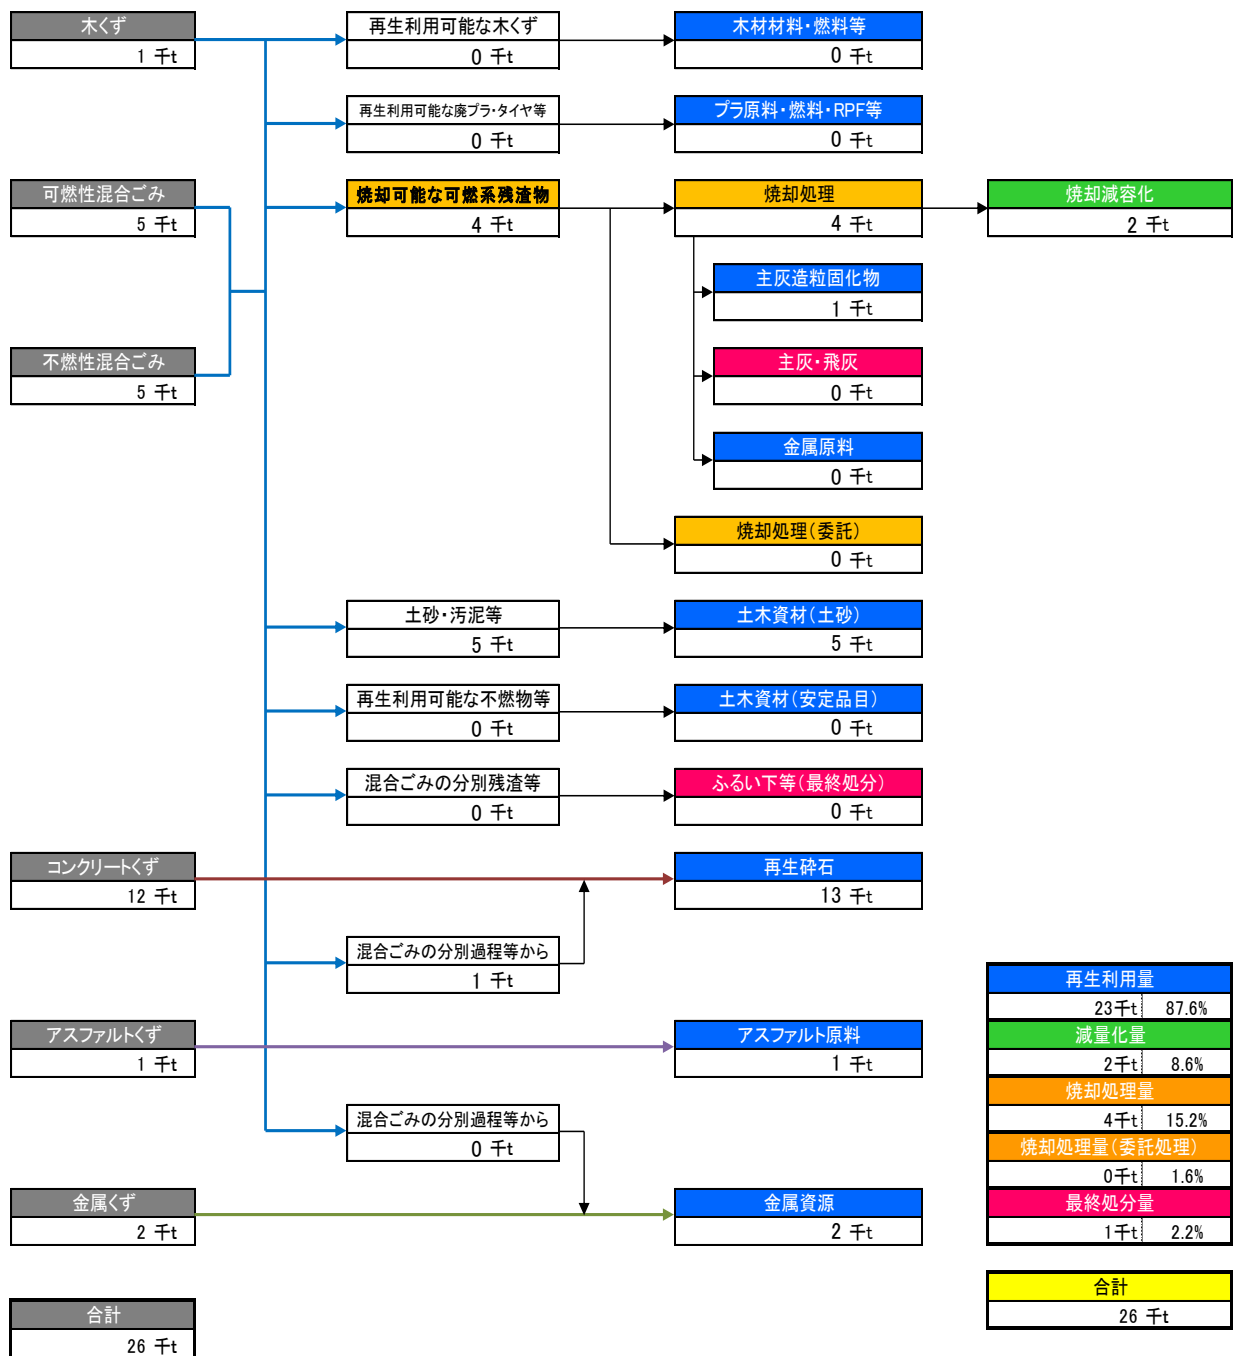 木くず
1 千t
再生利用可能な木くず
0 千t
木材材料・燃料等
0 千t
再生利用可能な廃プラ・タイヤ等
0 千t
プラ原料・燃料・RPF等
0 千t
可燃性混合ごみ
5 千t
焼却可能な可燃系残渣物
4 千t
焼却処理
4 千t
焼却減容化
2 千t
主灰造粒固化物
1 千t
不燃性混合ごみ
5 千t
主灰・飛灰
0 千t
金属原料
0 千t
焼却処理（委託）
0 千t
土砂・汚泥等
5 千t
土木資材（土砂）
5 千t
再生利用可能な不燃物等
0 千t
土木資材（安定品目）
0 千t
混合ごみの分別残渣等
0 千t
ふるい下等（最終処分）
0 千t
コンクリートくず
12 千t
再生砕石
13 千t
混合ごみの分別過程等から
1 千t
アスファルトくず
1 千t
アスファルト原料
1 千t
混合ごみの分別過程等から
0 千t
金属くず
2 千t
金属資源
2 千t
再生利用量
23千t 87.6%
減量化量
2千t 8.6%
焼却処理量
4千t 15.2%
焼却処理量（委託処理）
0千t 1.6%
最終処分量
1千t 2.2%
合計
26 千t
合計
26 千t